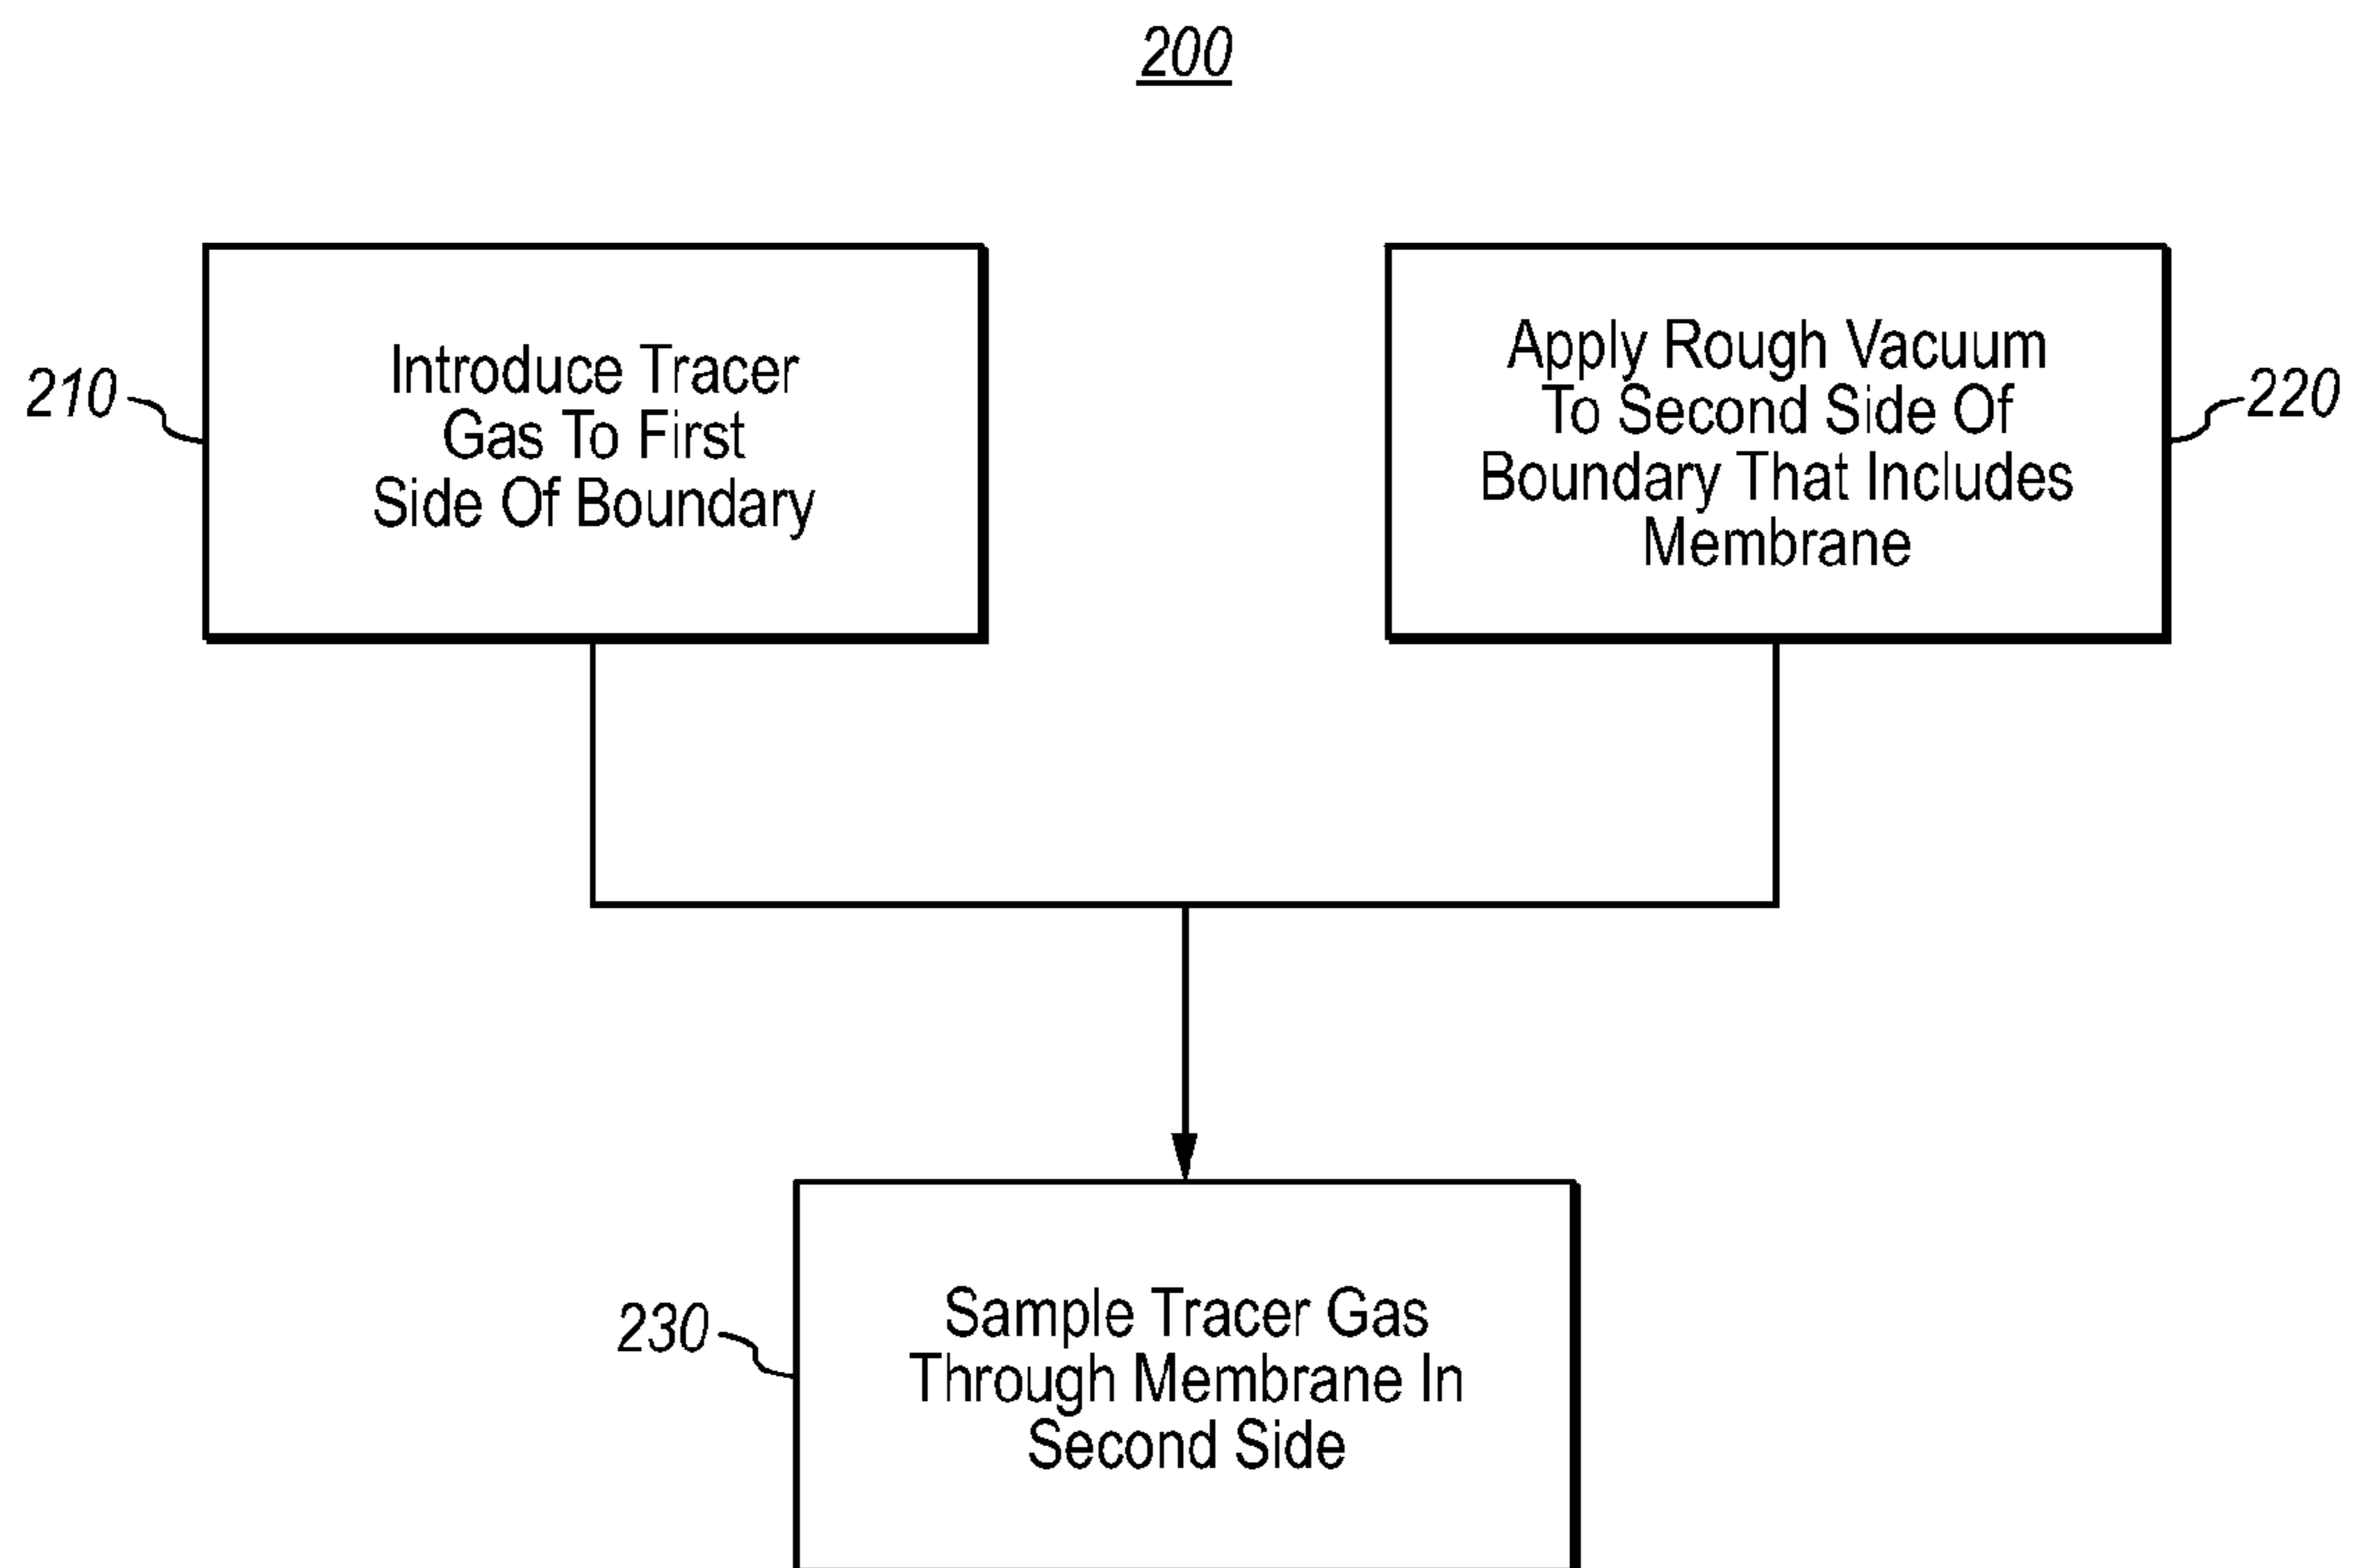 200
210
Introduce Tracer
Gas To First
Side Of Boundary
Apply Rough Vacuum
To Second Side Of
Boundary That Includes
Membrane
220
230
Sample Tracer Gas
Through Membrane In
Second Side